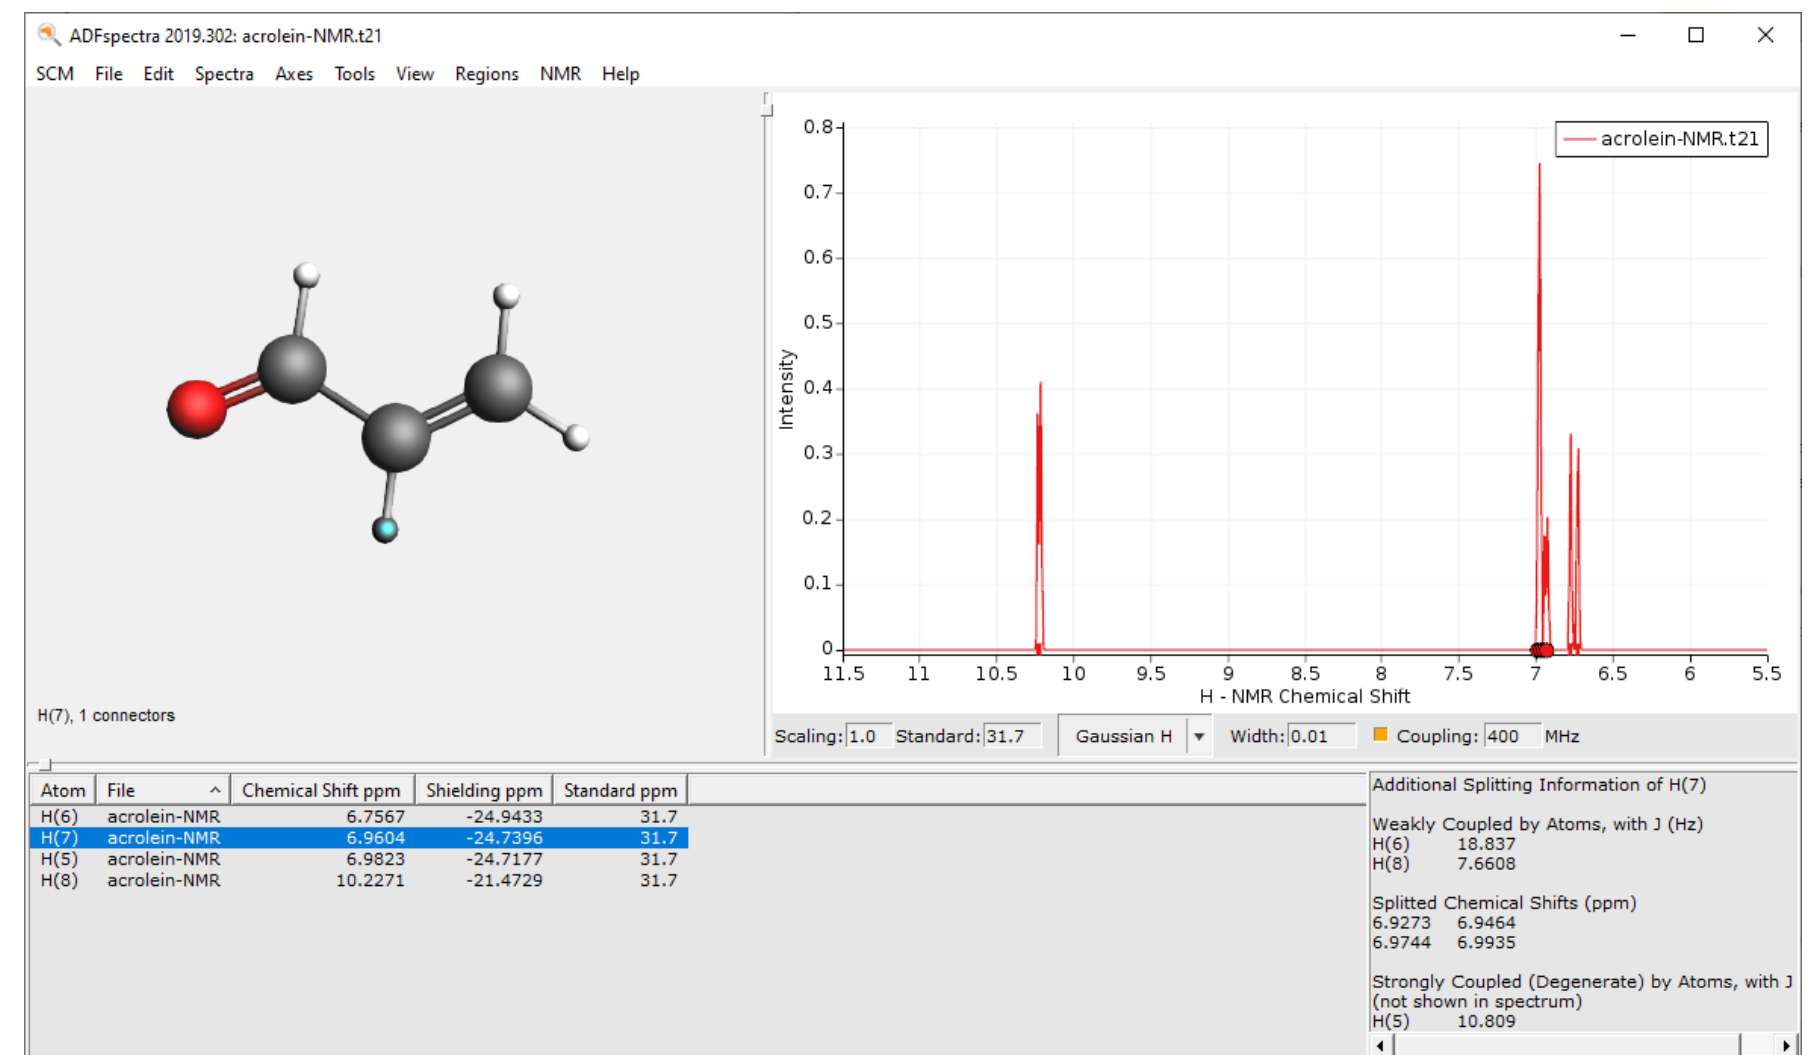 ADFspectra 2019.302: acrolein-NMR.t21
SCM File Edit Spectra Axes Tools View Regions NMR Help
acrolein-NMR.t21
0.8
0.7
0.6
0.5
0.4
0.3
0.2
0.1
0
Intensity
11.5 11 10.5 10 9.5 9 8.5 8 7.5 7 6.5 6 5.5
H - NMR Chemical Shift
H(7), 1 connectors
Scaling: 1.0 Standard: 31.7 Gaussian H Width: 0.01 Coupling: 400 MHz
Atom File Chemical Shift ppm Shielding ppm Standard ppm
H(6) acrolein-NMR 6.7567 -24.9433 31.7
H(7) acrolein-NMR 6.9604 -24.7396 31.7
H(5) acrolein-NMR 6.9823 -24.7177 31.7
H(8) acrolein-NMR 10.2271 -21.4729 31.7
Additional Splitting Information of H(7)
Weakly Coupled by Atoms, with J (Hz)
H(6) 18.837
H(8) 7.6608
Splitted Chemical Shifts (ppm)
6.9273 6.9464
6.9744 6.9935
Strongly Coupled (Degenerate) by Atoms, with J
(not shown in spectrum)
H(5) 10.809